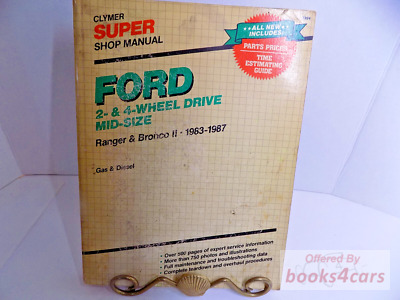 CLYMER
SUPER
SHOP MANUAL
ALL NEW
INCLUDES:
PARTS PRICES
TIME
ESTIMATING
GUIDE
FORD
2- & 4-WHEEL DRIVE
MID-SIZE
Ranger & Bronco II - 1983-1987
Gas & Diesel
• Over 500 pages of expert service information
• More than 750 photos and illustrations
• Full maintenance and troubleshooting data
• Complete teardown and overhaul procedures
Offered By
books4cars